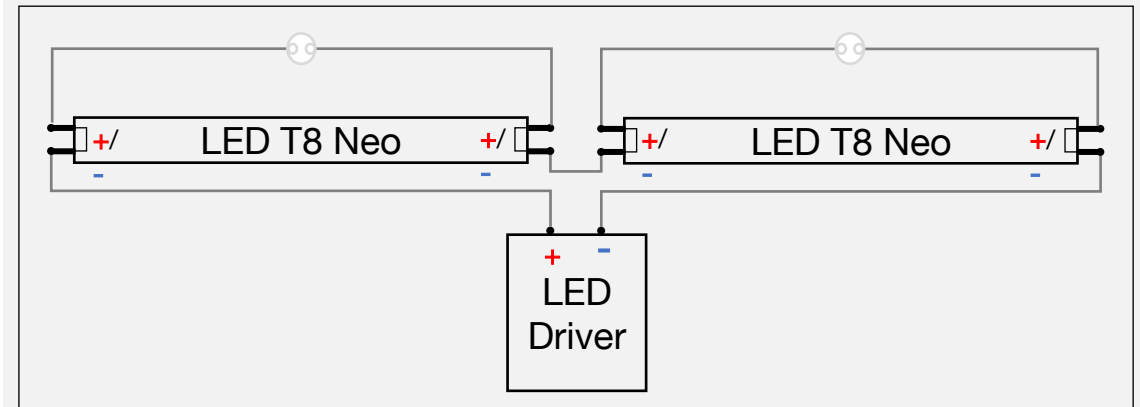 +/ LED T8 Neo +/
- -
+/ LED T8 Neo +/
- -
+ -
LED
Driver